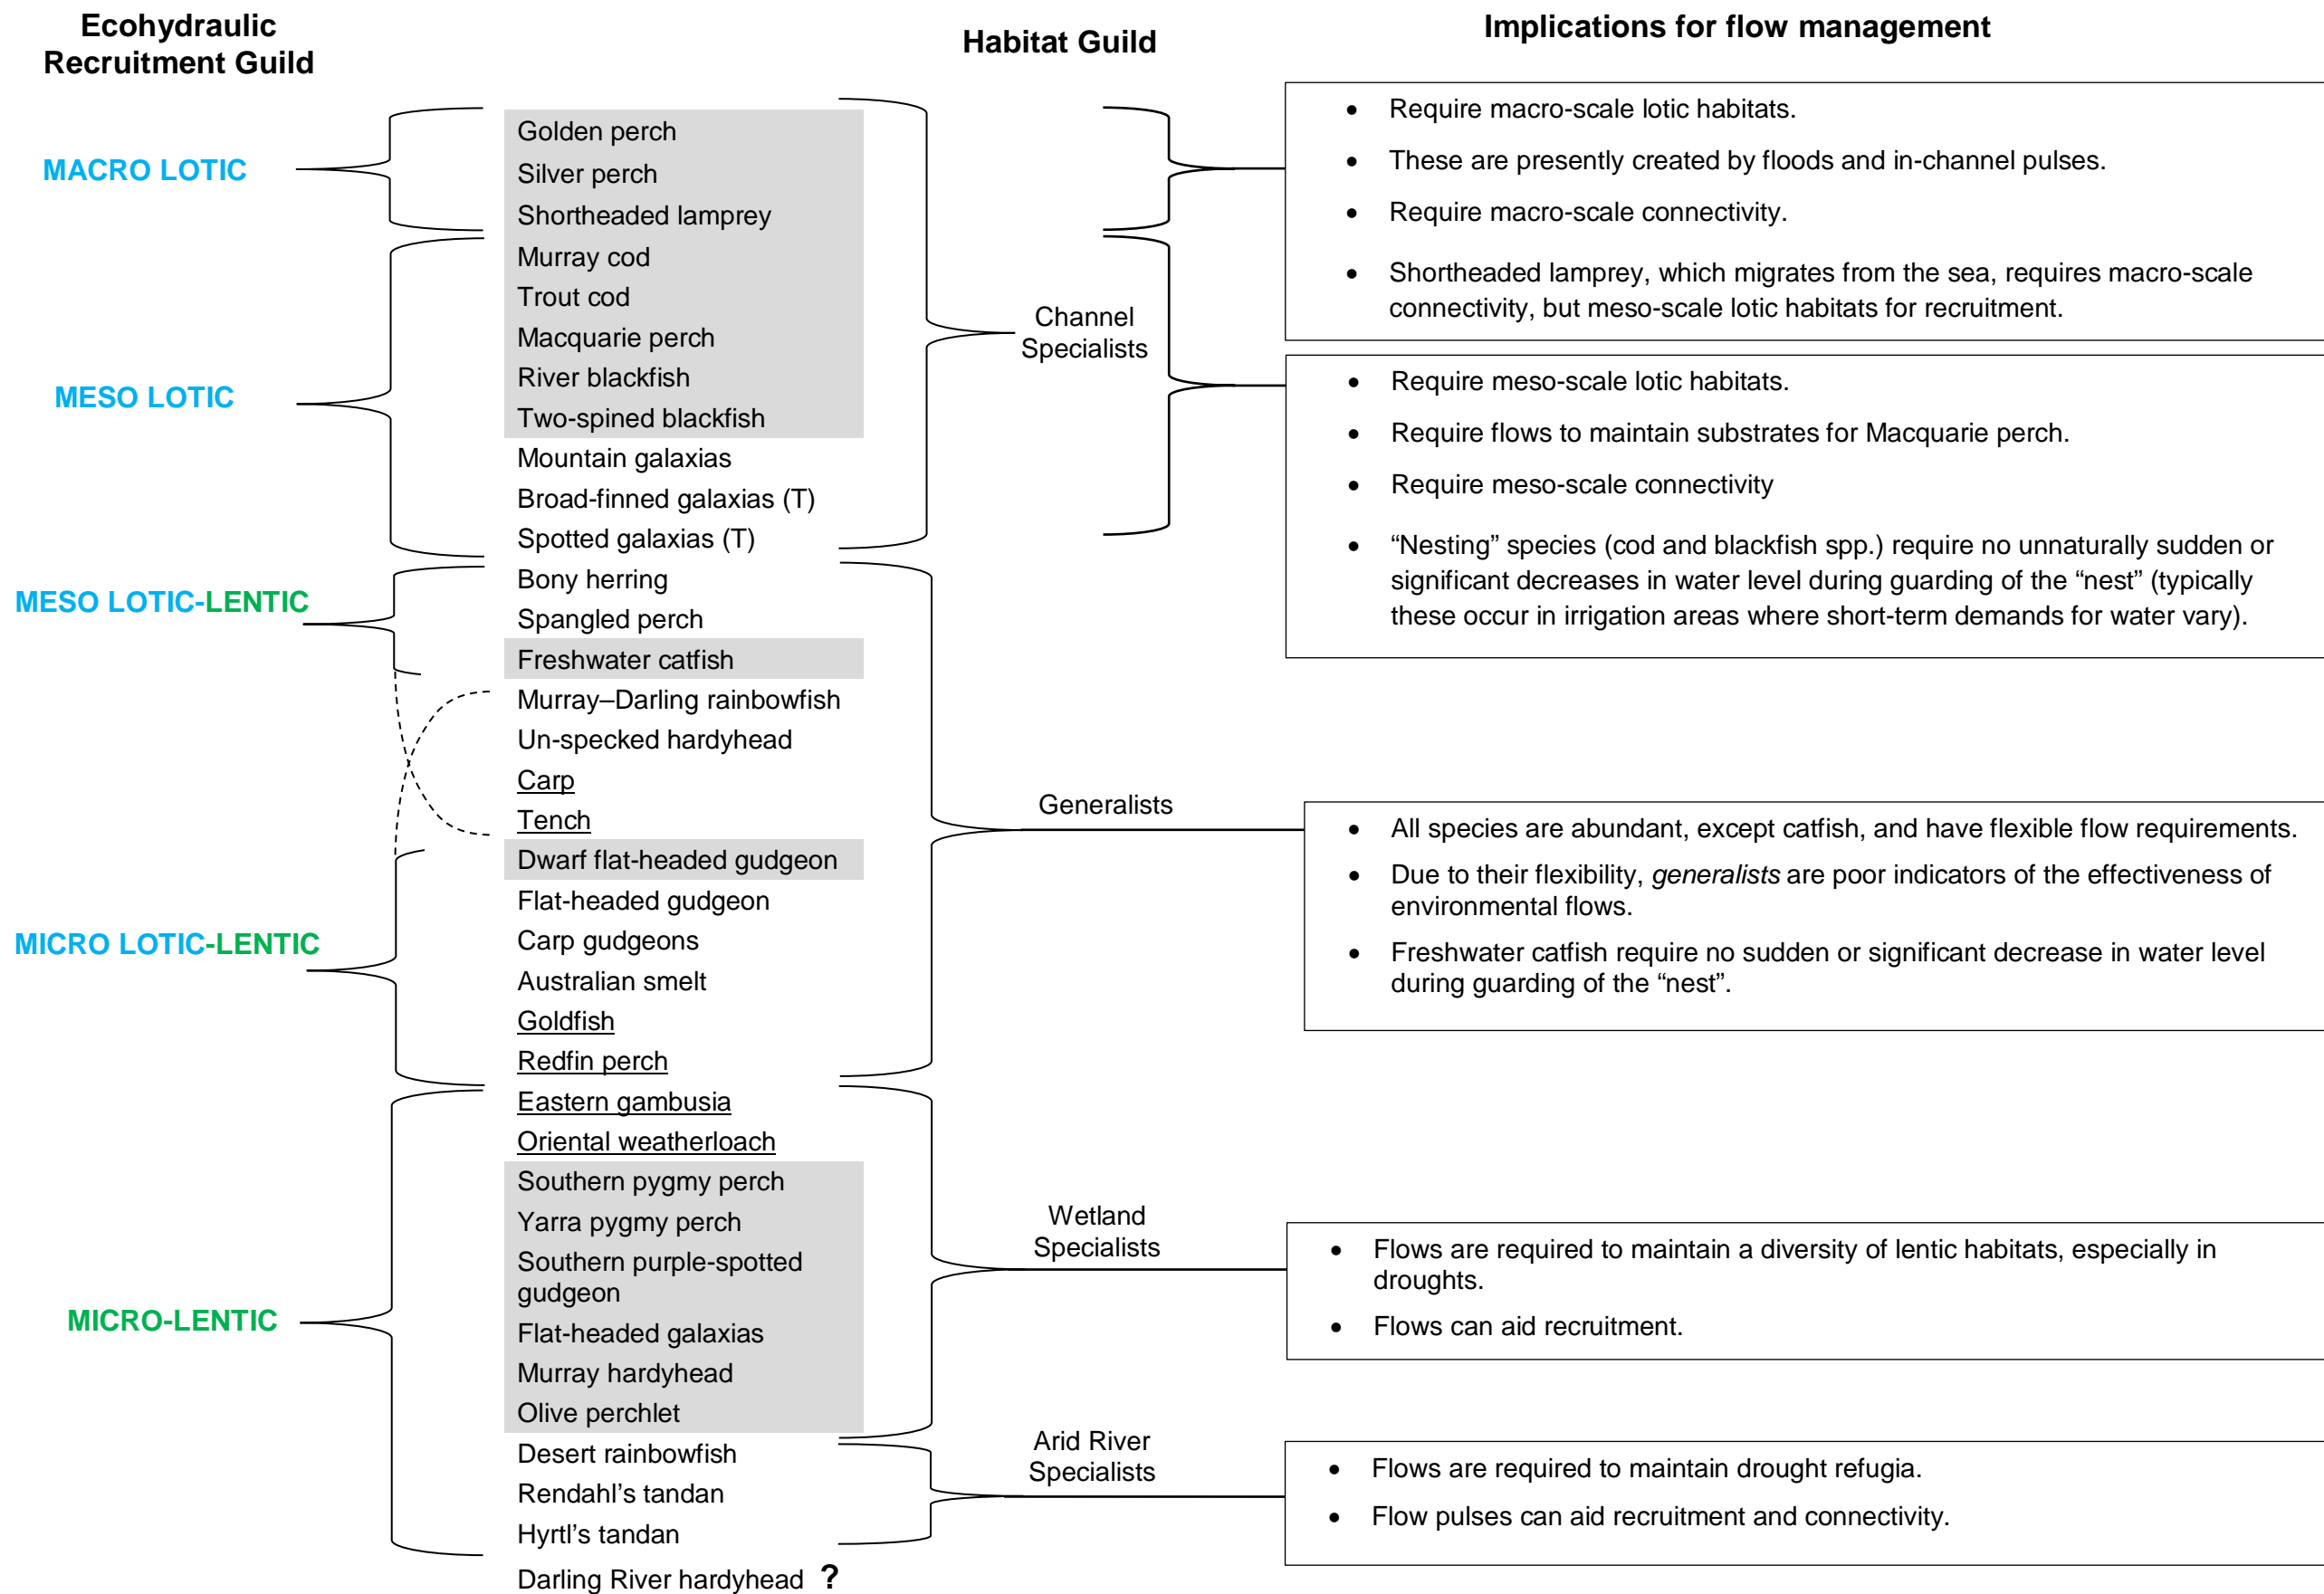 Ecohydraulic
Recruitment Guild
Habitat Guild
Implications for flow management
MACRO LOTIC
MESO LOTIC
MESO LOTIC-LENTIC
MICRO LOTIC-LENTIC
MICRO-LENTIC
Golden perch
Silver perch
Shortheaded lamprey
Murray cod
Trout cod
Macquarie perch
River blackfish
Two-spined blackfish
Mountain galaxias
Broad-finned galaxias (T)
Spotted galaxias (T)
Bony herring
Spangled perch
Freshwater catfish
Murray–Darling rainbowfish
Un-specked hardyhead
Carp
Tench
Dwarf flat-headed gudgeon
Flat-headed gudgeon
Carp gudgeons
Australian smelt
Goldfish
Redfin perch
Eastern gambusia
Oriental weatherloach
Southern pygmy perch
Yarra pygmy perch
Southern purple-spotted
gudgeon
Flat-headed galaxias
Murray hardyhead
Olive perchlet
Desert rainbowfish
Rendahl’s tandan
Hyrtl’s tandan
Darling River hardyhead ?
Channel
Specialists
Generalists
Wetland
Specialists
Arid River
Specialists
• Require macro-scale lotic habitats.
• These are presently created by floods and in-channel pulses.
• Require macro-scale connectivity.
• Shortheaded lamprey, which migrates from the sea, requires macro-scale
connectivity, but meso-scale lotic habitats for recruitment.
• Require meso-scale lotic habitats.
• Require flows to maintain substrates for Macquarie perch.
• Require meso-scale connectivity
• “Nesting” species (cod and blackfish spp.) require no unnaturally sudden or
significant decreases in water level during guarding of the “nest” (typically
these occur in irrigation areas where short-term demands for water vary).
• All species are abundant, except catfish, and have flexible flow requirements.
• Due to their flexibility, generalists are poor indicators of the effectiveness of
environmental flows.
• Freshwater catfish require no sudden or significant decrease in water level
during guarding of the “nest”.
• Flows are required to maintain a diversity of lentic habitats, especially in
droughts.
• Flows can aid recruitment.
• Flows are required to maintain drought refugia.
• Flow pulses can aid recruitment and connectivity.